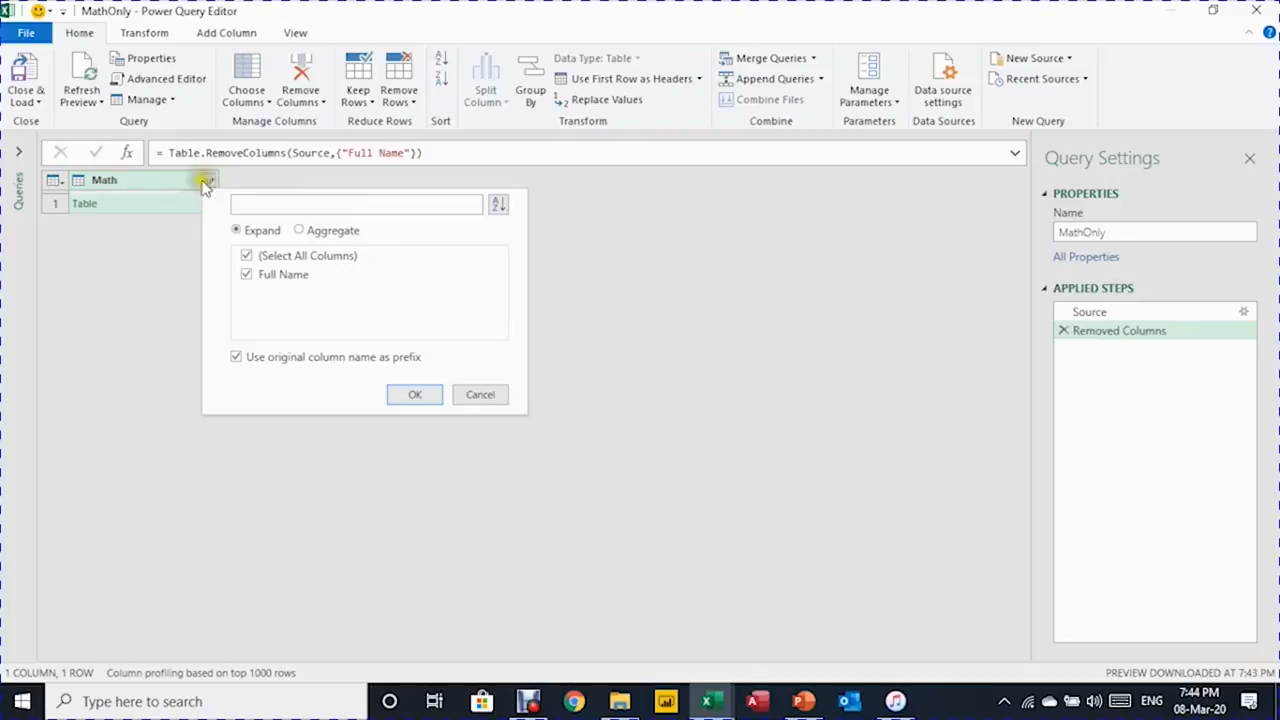 MathOnly - Power Query Editor
File Home Transform Add Column View
Close & Load
Refresh Preview
Properties
Advanced Editor
Manage
Choose Columns
Remove Columns
Keep Rows
Remove Rows
Split Column
Group By
Data Type: Table
Use First Row as Headers
Replace Values
Merge Queries
Append Queries
Combine Files
Manage Parameters
Data source settings
New Source
Recent Sources
Close Query Manage Columns Reduce Rows Sort Transform Combine Parameters Data Sources New Query
fx = Table.RemoveColumns(Source,{"Full Name"})
Queries
Math
1 Table
Expand Aggregate
(Select All Columns)
Full Name
Use original column name as prefix
OK Cancel
Query Settings
PROPERTIES
Name
MathOnly
All Properties
APPLIED STEPS
Source
Removed Columns
1 COLUMN, 1 ROW Column profiling based on top 1000 rows PREVIEW DOWNLOADED AT 7:43 PM
Type here to search
ENG
7:44 PM
08-Mar-20